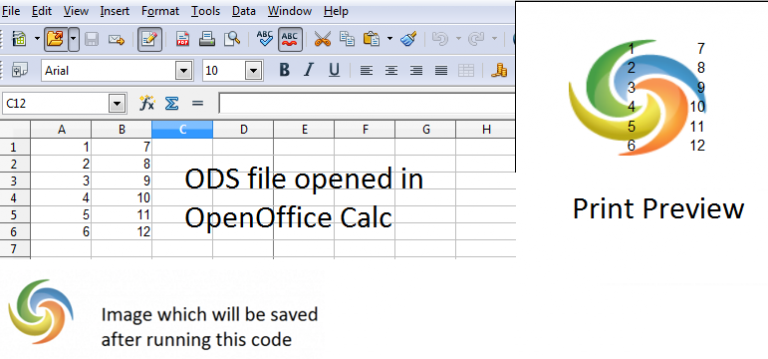 File Edit View Insert Format Tools Data Window Help
ABC ABC
Arial 10 B I U
C12 fx Σ =
A B C D E F G H
1 1 7
2 2 8
3 3 9
4 4 10
5 5 11
6 6 12
7
ODS file opened in
OpenOffice Calc
1 7
2 8
3 9
4 10
5 11
6 12
Print Preview
Image which will be saved
after running this code